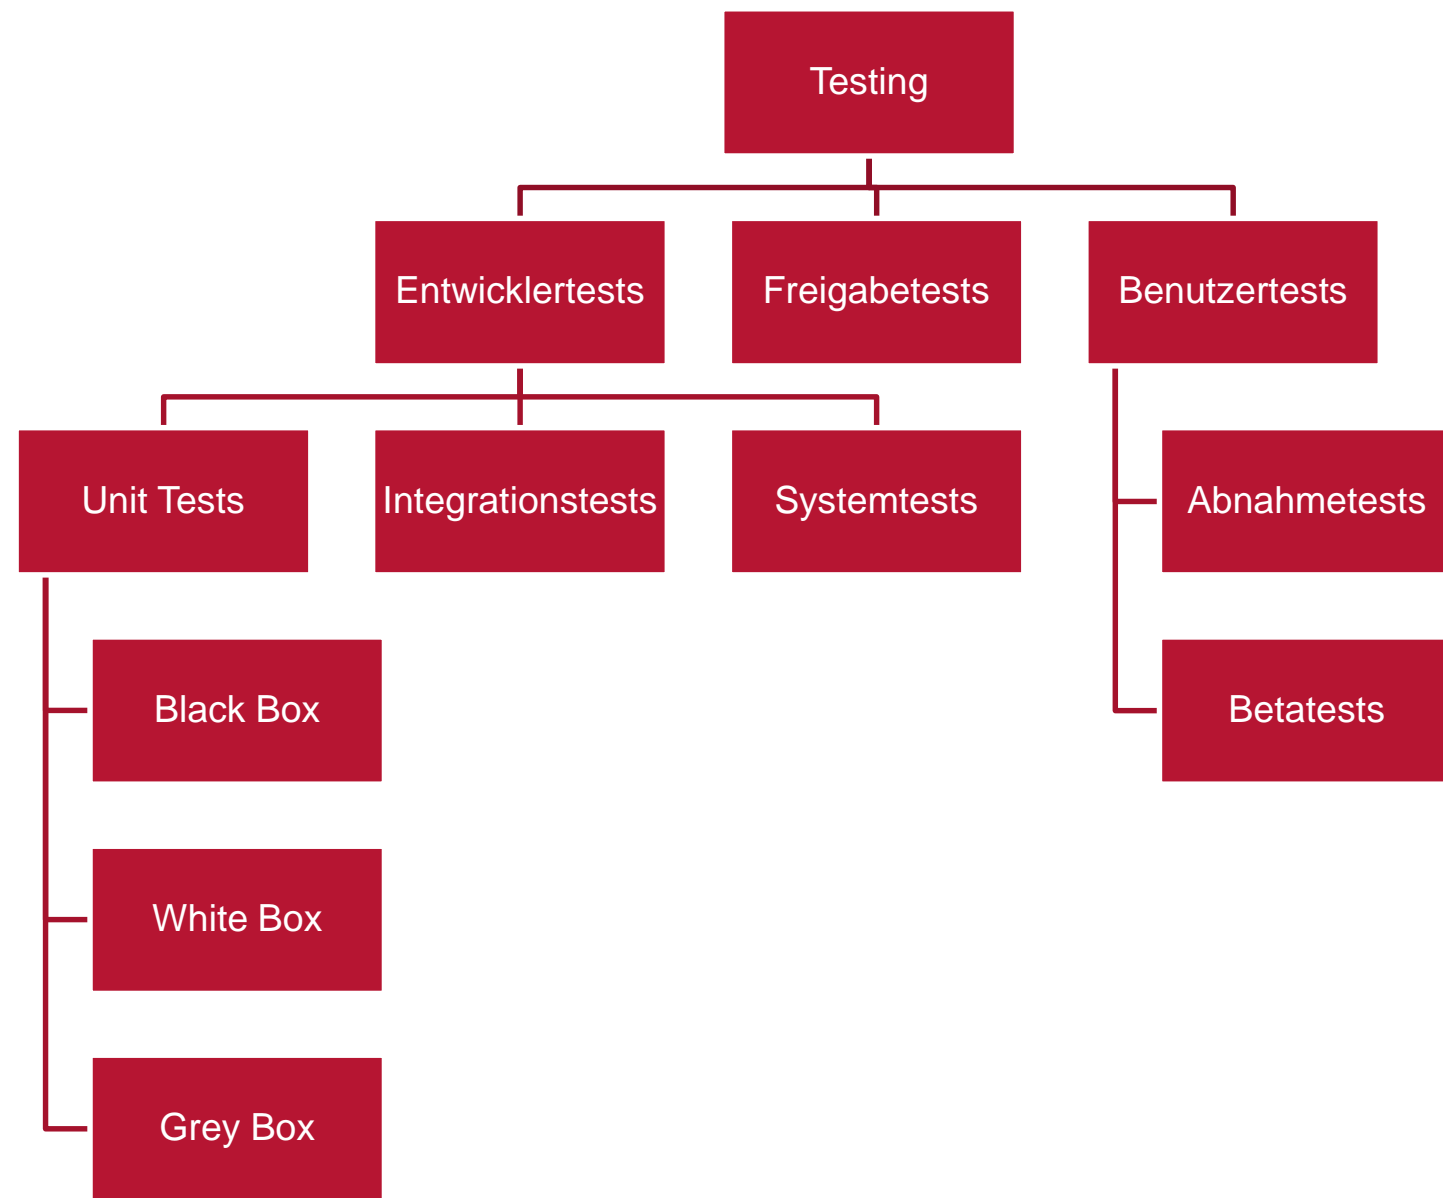 Testing
Entwicklertests
Freigabetests
Benutzertests
Unit Tests
Integrationstests
Systemtests
Abnahmetests
Black Box
Betatests
White Box
Grey Box